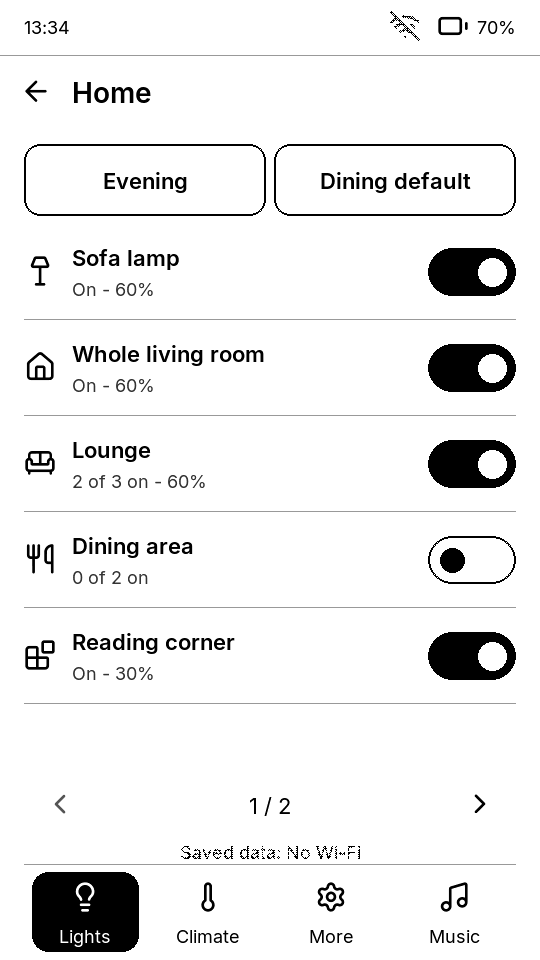 13:34
70%
Home
Evening
Dining default
Sofa lamp
On - 60%
Whole living room
On - 60%
Lounge
2 of 3 on - 60%
Dining area
0 of 2 on
Reading corner
On - 30%
1 / 2
Saved data: No Wi-Fi
Lights
Climate
More
Music